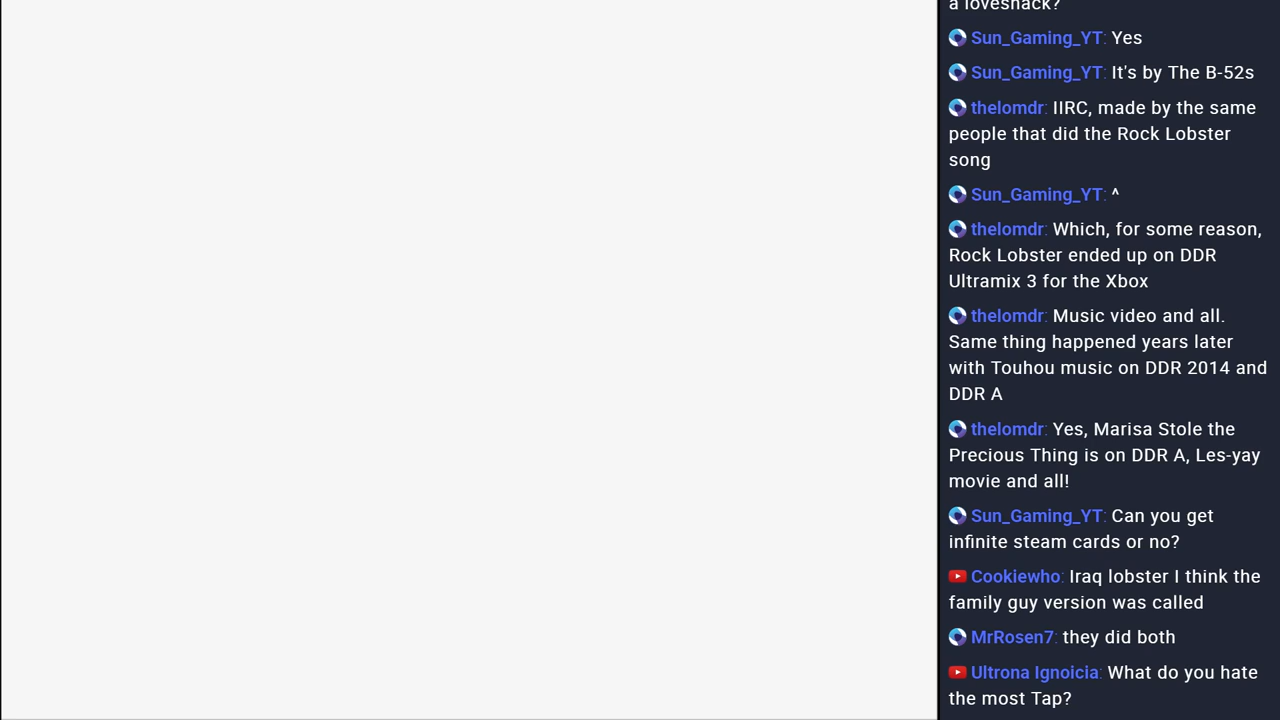 a loveshack?
Sun_Gaming_YT: Yes
Sun_Gaming_YT: It's by The B-52s
thelomdr: IIRC, made by the same
people that did the Rock Lobster
song
Sun_Gaming_YT: ^
thelomdr: Which, for some reason,
Rock Lobster ended up on DDR
Ultramix 3 for the Xbox
thelomdr: Music video and all.
Same thing happened years later
with Touhou music on DDR 2014 and
DDR A
thelomdr: Yes, Marisa Stole the
Precious Thing is on DDR A, Les-yay
movie and all!
Sun_Gaming_YT: Can you get
infinite steam cards or no?
Cookiewho: Iraq lobster I think the
family guy version was called
MrRosen7: they did both
Ultrona Ignoicia: What do you hate
the most Tap?